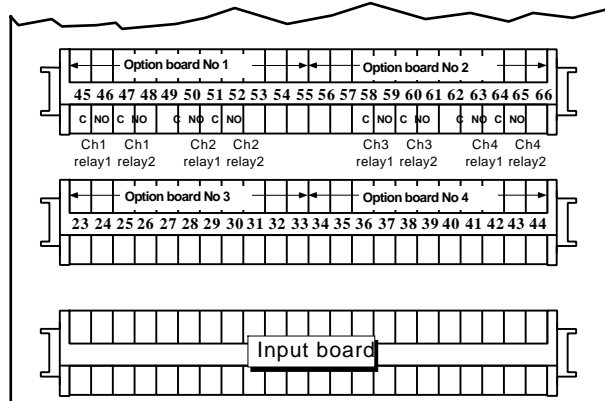 Option board No 1 Option board No 2
45 46 47 48 49 50 51 52 53 54 55 56 57 58 59 60 61 62 63 64 65 66
C NO C NO C NO C NO C NO C NO C NO C NO
Ch1 Ch1 Ch2 Ch2 Ch3 Ch3 Ch4 Ch4
relay1 relay2 relay1 relay2 relay1 relay2 relay1 relay2
Option board No 3 Option board No 4
23 24 25 26 27 28 29 30 31 32 33 34 35 36 37 38 39 40 41 42 43 44
Input board